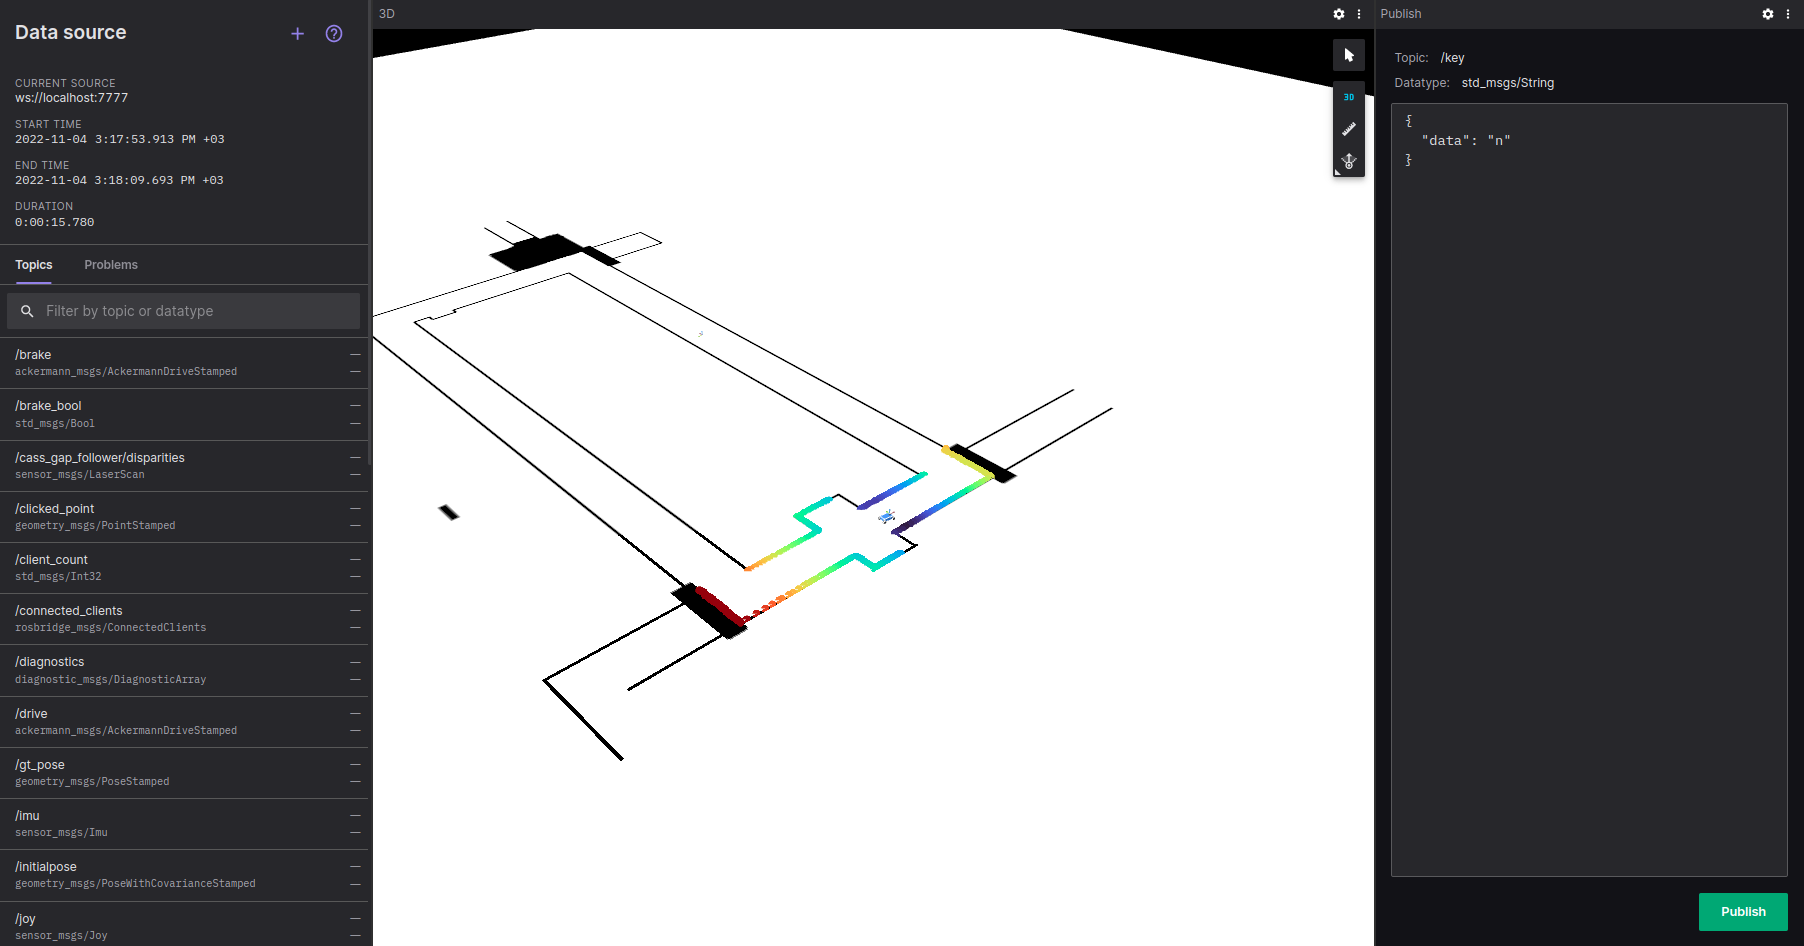 Data source
CURRENT SOURCE
ws://localhost:7777
START TIME
2022-11-04 3:17:53.913 PM +03
END TIME
2022-11-04 3:18:09.693 PM +03
DURATION
0:00:15.780
Topics Problems
Filter by topic or datatype
/brake —
ackermann_msgs/AckermannDriveStamped —
/brake_bool —
std_msgs/Bool —
/cass_gap_follower/disparities —
sensor_msgs/LaserScan —
/clicked_point —
geometry_msgs/PointStamped —
/client_count —
std_msgs/Int32 —
/connected_clients —
rosbridge_msgs/ConnectedClients —
/diagnostics —
diagnostic_msgs/DiagnosticArray —
/drive —
ackermann_msgs/AckermannDriveStamped —
/gt_pose —
geometry_msgs/PoseStamped —
/imu —
sensor_msgs/Imu —
/initialpose —
geometry_msgs/PoseWithCovarianceStamped —
/joy —
sensor_msgs/Joy —
3D
3D
Publish
Topic: /key
Datatype: std_msgs/String
{
"data": "n"
}
Publish